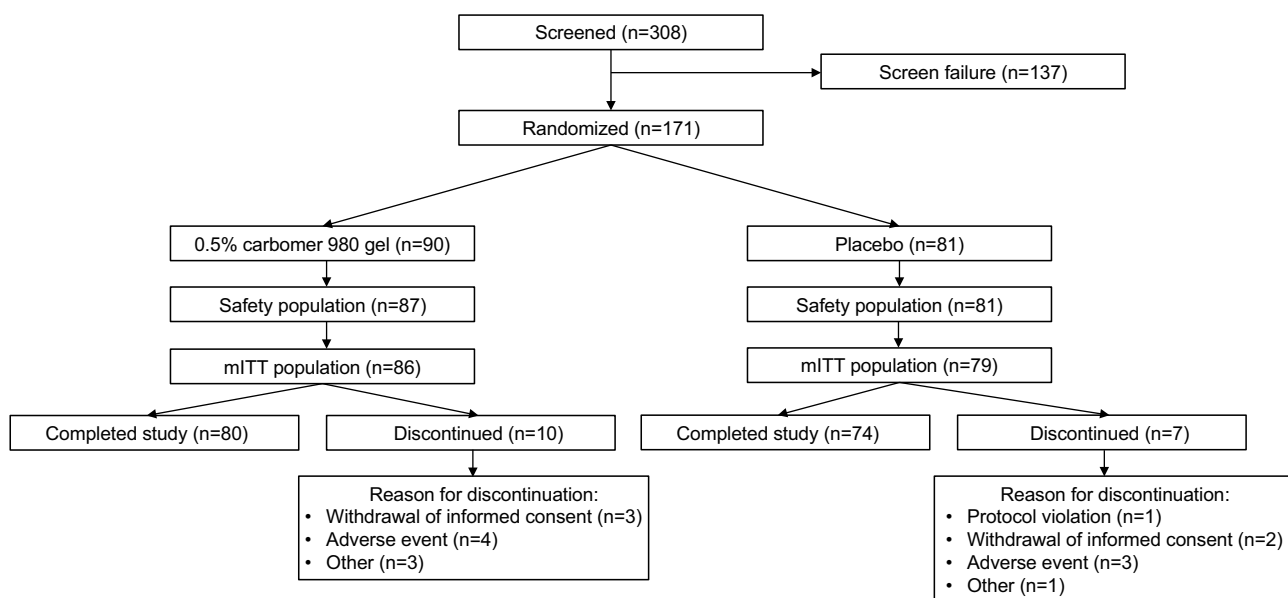 Screened (n=308)
Screen failure (n=137)
Randomized (n=171)
0.5% carbomer 980 gel (n=90)
Placebo (n=81)
Safety population (n=87)
Safety population (n=81)
mITT population (n=86)
mITT population (n=79)
Completed study (n=80)
Discontinued (n=10)
Completed study (n=74)
Discontinued (n=7)
Reason for discontinuation:
• Withdrawal of informed consent (n=3)
• Adverse event (n=4)
• Other (n=3)
Reason for discontinuation:
• Protocol violation (n=1)
• Withdrawal of informed consent (n=2)
• Adverse event (n=3)
• Other (n=1)